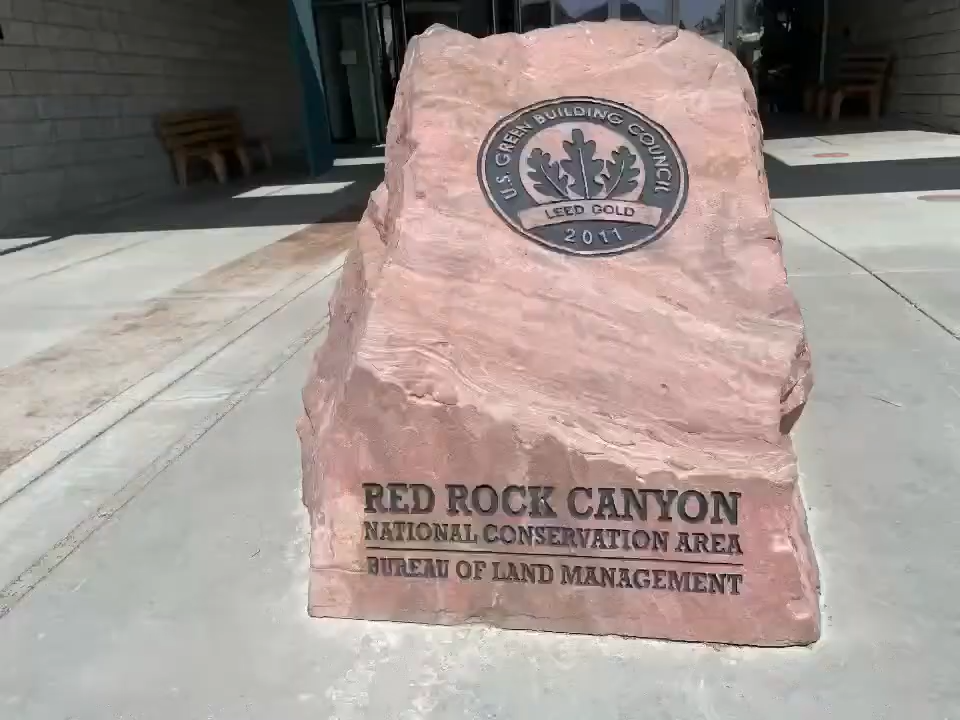 U.S. GREEN BUILDING COUNCIL
LEED GOLD
2011
RED ROCK CANYON
NATIONAL CONSERVATION AREA
BUREAU OF LAND MANAGEMENT